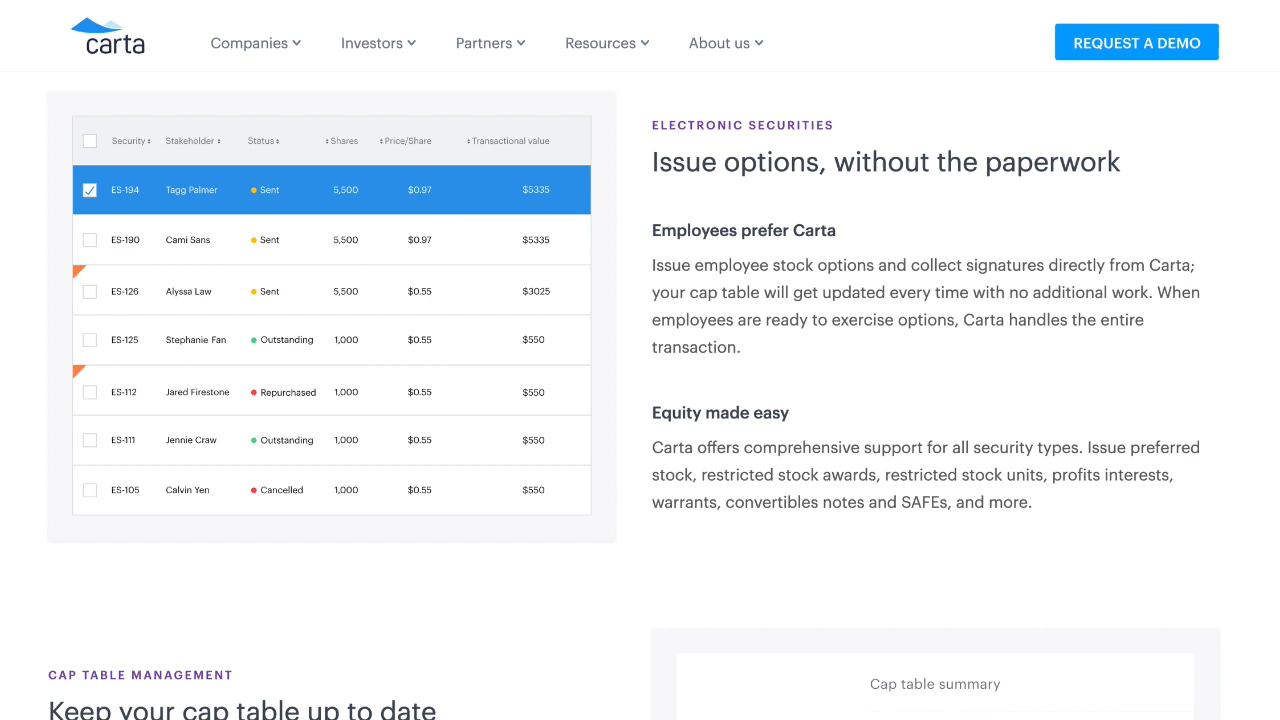 carta
Companies Investors Partners Resources About us REQUEST A DEMO
Security Stakeholder Status Shares Price/Share Transactional value
ES-194 Tagg Palmer Sent 5,500 $0.97 $5335
ES-190 Cami Sans Sent 5,500 $0.97 $5335
ES-126 Alyssa Law Sent 5,500 $0.55 $3025
ES-125 Stephanie Fan Outstanding 1,000 $0.55 $550
ES-112 Jared Firestone Repurchased 1,000 $0.55 $550
ES-111 Jennie Craw Outstanding 1,000 $0.55 $550
ES-105 Calvin Yen Cancelled 1,000 $0.55 $550
ELECTRONIC SECURITIES
Issue options, without the paperwork
Employees prefer Carta
Issue employee stock options and collect signatures directly from Carta;
your cap table will get updated every time with no additional work. When
employees are ready to exercise options, Carta handles the entire
transaction.
Equity made easy
Carta offers comprehensive support for all security types. Issue preferred
stock, restricted stock awards, restricted stock units, profits interests,
warrants, convertibles notes and SAFEs, and more.
CAP TABLE MANAGEMENT
Keep your cap table up to date
Cap table summary